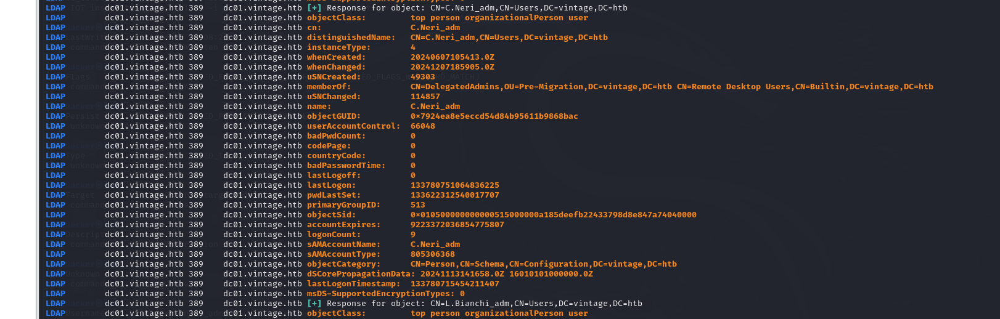 LDAP dc01.vintage.htb 389 dc01.vintage.htb [+] Response for object: CN=C.Neri_adm,CN=Users,DC=vintage,DC=htb
LDAP dc01.vintage.htb 389 dc01.vintage.htb objectClass: top person organizationalPerson user
LDAP dc01.vintage.htb 389 dc01.vintage.htb cn: C.Neri_adm
LDAP dc01.vintage.htb 389 dc01.vintage.htb distinguishedName: CN=C.Neri_adm,CN=Users,DC=vintage,DC=htb
LDAP dc01.vintage.htb 389 dc01.vintage.htb instanceType: 4
LDAP dc01.vintage.htb 389 dc01.vintage.htb whenCreated: 20240607105413.0Z
LDAP dc01.vintage.htb 389 dc01.vintage.htb whenChanged: 20241207185905.0Z
LDAP dc01.vintage.htb 389 dc01.vintage.htb uSNCreated: 49303
LDAP dc01.vintage.htb 389 dc01.vintage.htb memberOf: CN=DelegatedAdmins,OU=Pre-Migration,DC=vintage,DC=htb CN=Remote Desktop Users,CN=Builtin,DC=vintage,DC=htb
LDAP dc01.vintage.htb 389 dc01.vintage.htb uSNChanged: 114857
LDAP dc01.vintage.htb 389 dc01.vintage.htb name: C.Neri_adm
LDAP dc01.vintage.htb 389 dc01.vintage.htb objectGUID: 0×7924ea8e5eccd54d84b95611b9868bac
LDAP dc01.vintage.htb 389 dc01.vintage.htb userAccountControl: 66048
LDAP dc01.vintage.htb 389 dc01.vintage.htb badPwdCount: 0
LDAP dc01.vintage.htb 389 dc01.vintage.htb codePage: 0
LDAP dc01.vintage.htb 389 dc01.vintage.htb countryCode: 0
LDAP dc01.vintage.htb 389 dc01.vintage.htb badPasswordTime: 0
LDAP dc01.vintage.htb 389 dc01.vintage.htb lastLogoff: 0
LDAP dc01.vintage.htb 389 dc01.vintage.htb lastLogon: 133780751064836225
LDAP dc01.vintage.htb 389 dc01.vintage.htb pwdLastSet: 133622312540017707
LDAP dc01.vintage.htb 389 dc01.vintage.htb primaryGroupID: 513
LDAP dc01.vintage.htb 389 dc01.vintage.htb objectSid: 0×010500000000000515000000a185deefb22433798d8e847a74040000
LDAP dc01.vintage.htb 389 dc01.vintage.htb accountExpires: 9223372036854775807
LDAP dc01.vintage.htb 389 dc01.vintage.htb logonCount: 9
LDAP dc01.vintage.htb 389 dc01.vintage.htb sAMAccountName: C.Neri_adm
LDAP dc01.vintage.htb 389 dc01.vintage.htb sAMAccountType: 805306368
LDAP dc01.vintage.htb 389 dc01.vintage.htb objectCategory: CN=Person,CN=Schema,CN=Configuration,DC=vintage,DC=htb
LDAP dc01.vintage.htb 389 dc01.vintage.htb dSCorePropagationData: 20241113141658.0Z 16010101000000.0Z
LDAP dc01.vintage.htb 389 dc01.vintage.htb lastLogonTimestamp: 133780715454211407
LDAP dc01.vintage.htb 389 dc01.vintage.htb msDS-SupportedEncryptionTypes: 0
LDAP dc01.vintage.htb 389 dc01.vintage.htb [+] Response for object: CN=L.Bianchi_adm,CN=Users,DC=vintage,DC=htb
LDAP dc01.vintage.htb 389 dc01.vintage.htb objectClass: top person organizationalPerson user